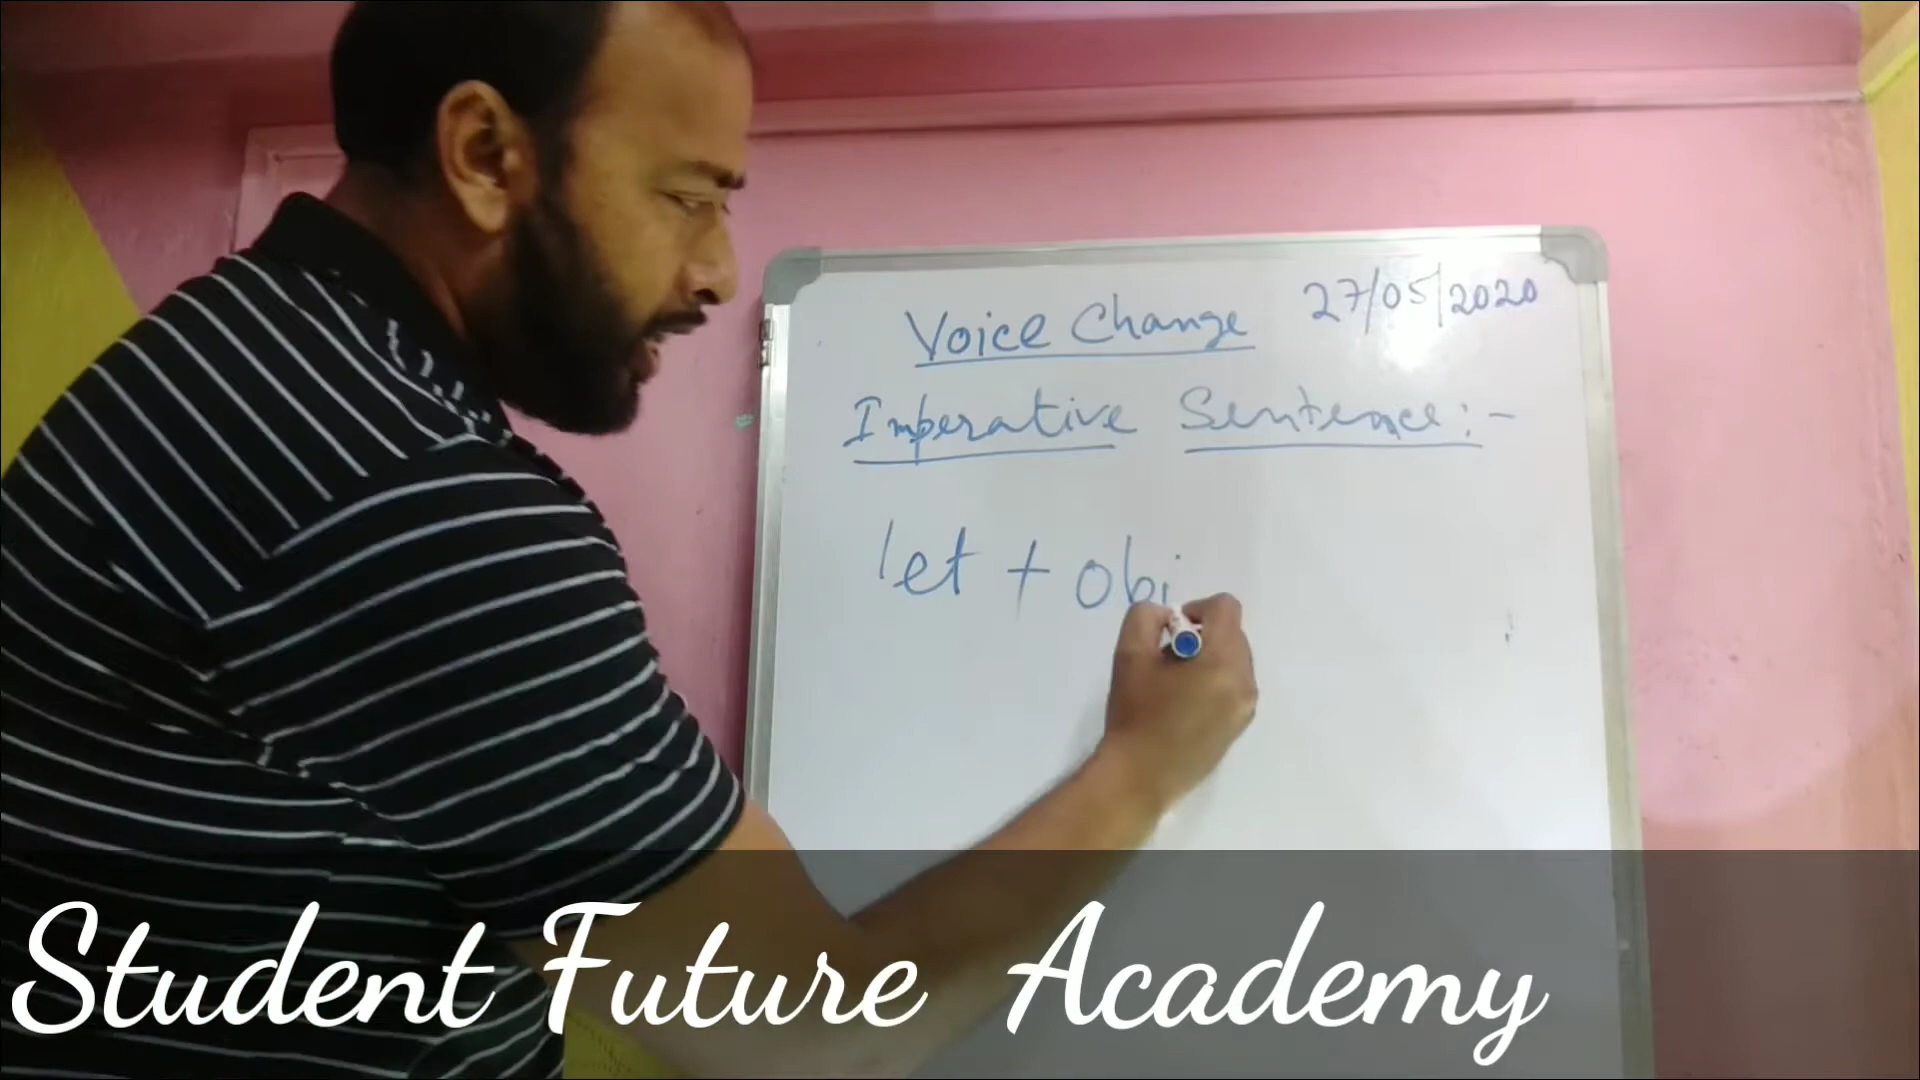 Voice Change 27/05/2020
Imperative Sentence:-
let + obj
Student Future Academy